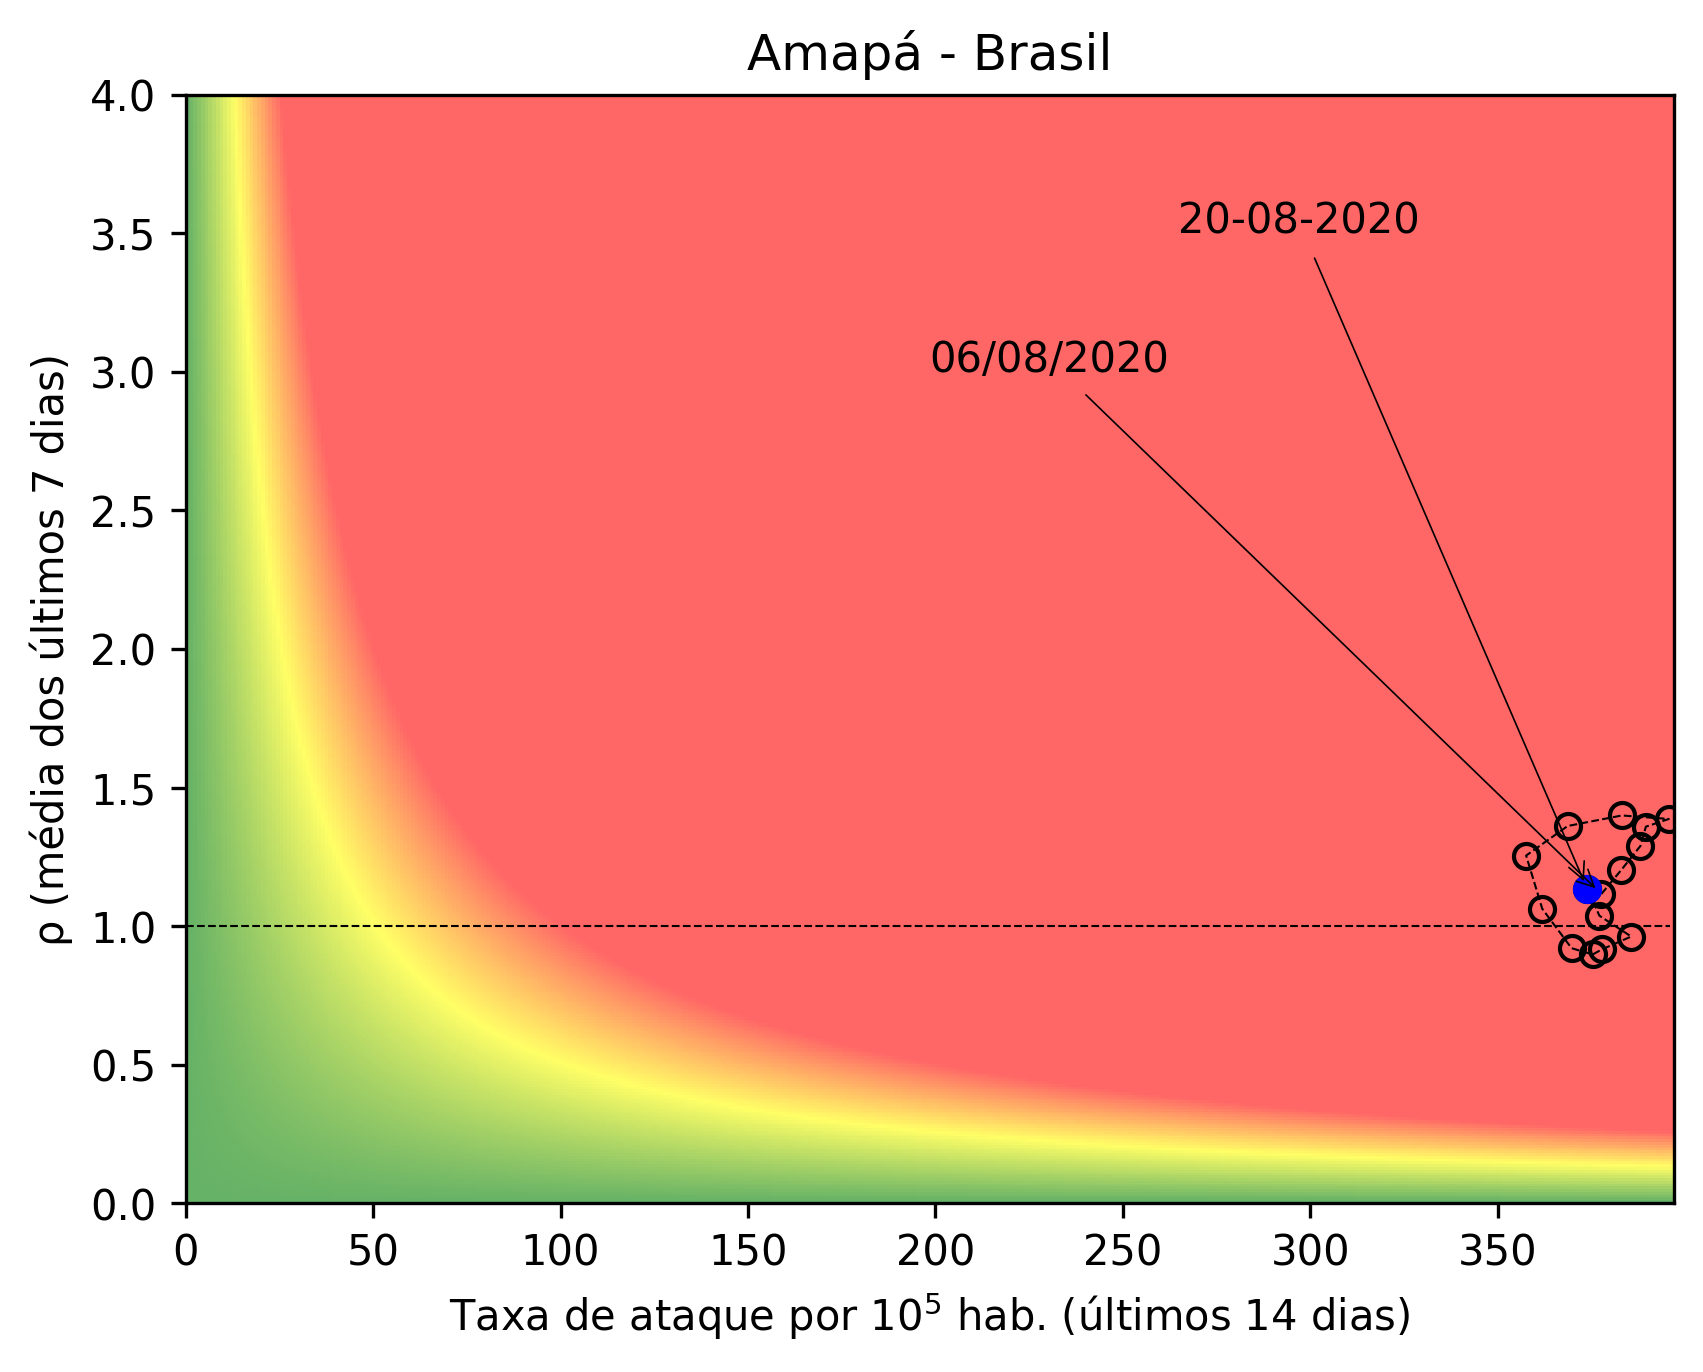 Amapá - Brasil
4.0
3.5
3.0
2.5
2.0
1.5
1.0
0.5
0.0
ρ (média dos últimos 7 dias)
20-08-2020
06/08/2020
0 50 100 150 200 250 300 350
Taxa de ataque por 10⁵ hab. (últimos 14 dias)